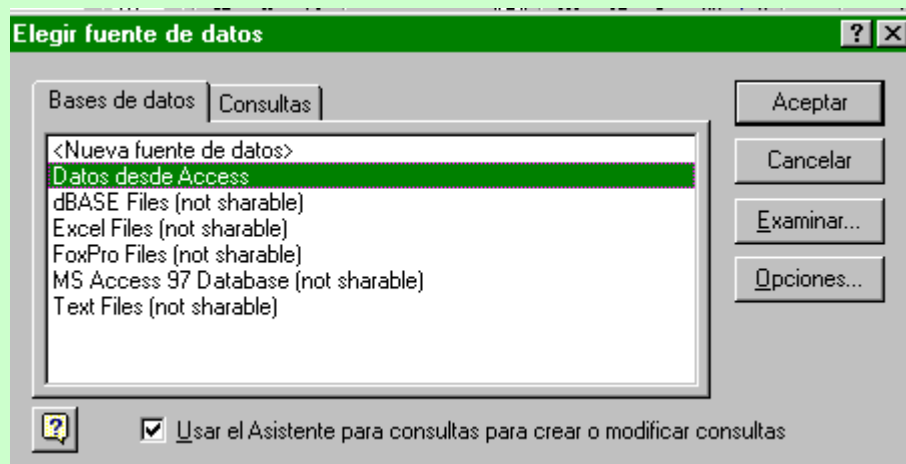 Elegir fuente de datos
Bases de datos
Consultas
<Nueva fuente de datos>
Datos desde Access
dBASE Files (not sharable)
Excel Files (not sharable)
FoxPro Files (not sharable)
MS Access 97 Database (not sharable)
Text Files (not sharable)
Aceptar
Cancelar
Examinar...
Opciones...
Usar el Asistente para consultas para crear o modificar consultas